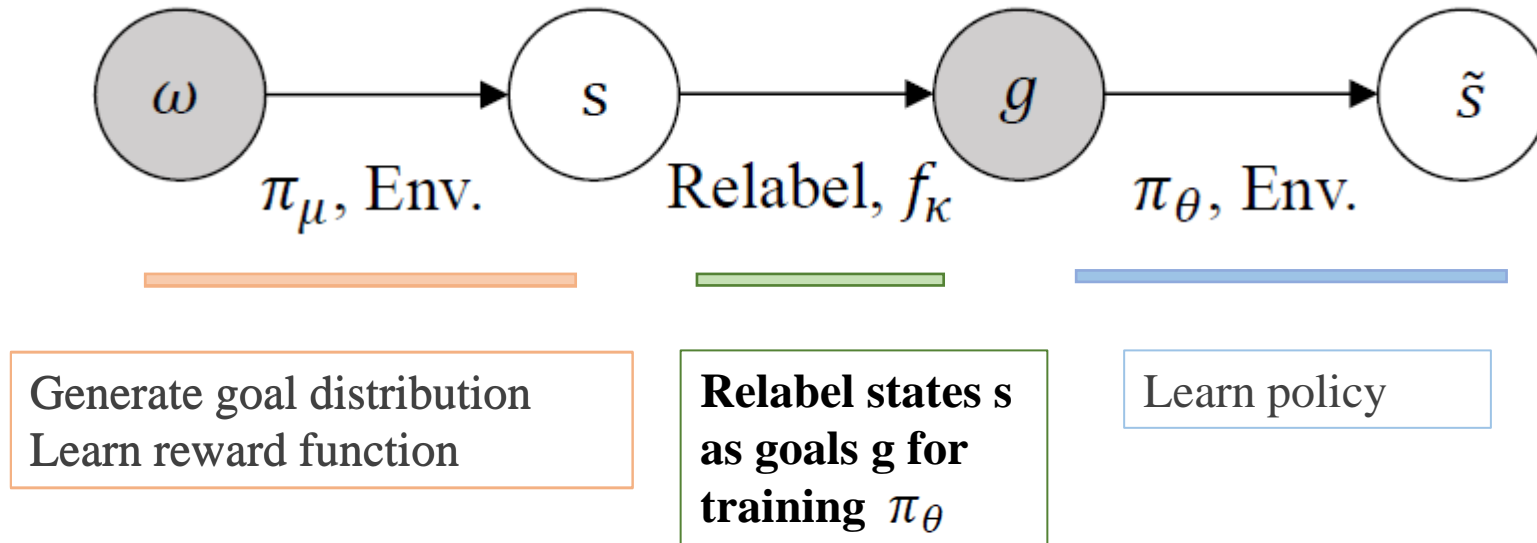 ω s g s̃
π_μ, Env. Relabel, f_κ π_θ, Env.
Generate goal distribution
Learn reward function
Relabel states s
as goals g for
training π_θ
Learn policy